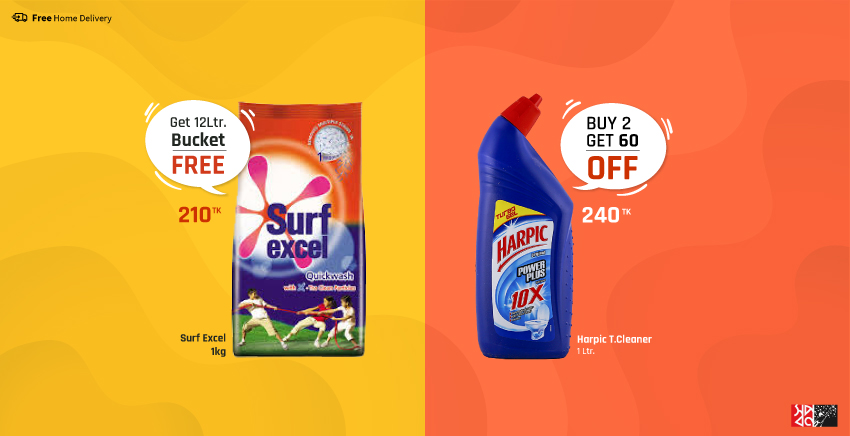 Free Home Delivery
Get 12Ltr.
Bucket
FREE
210TK
Surf
excel
Quickwash
Surf Excel
1kg
BUY 2
GET 60
OFF
240TK
HARPIC
POWER
PLUS
10X
Harpic T.Cleaner
1 Ltr.